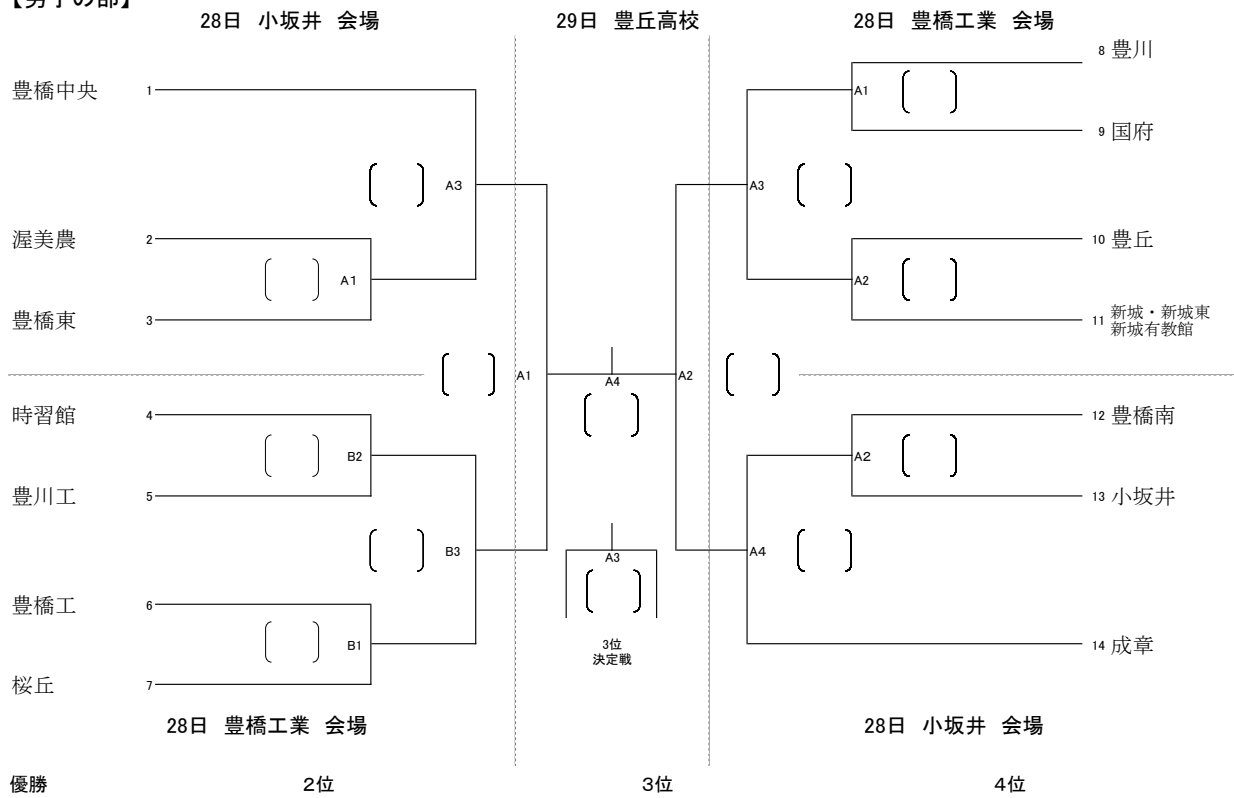 【男子の部】
28日 小坂井 会場
29日 豊丘高校
28日 豊橋工業 会場
豊橋中央 1
8 豊川
A1
9 国府
A3
A3
渥美農 2
10 豊丘
A1
A2
豊橋東 3
11 新城・新城東
新城有教館
A1
A4
A2
時習館 4
12 豊橋南
B2
A2
豊川工 5
13 小坂井
B3
A3
A4
豊橋工 6
B1
3位
決定戦
14 成章
桜丘 7
28日 豊橋工業 会場
28日 小坂井 会場
優勝
2位
3位
4位